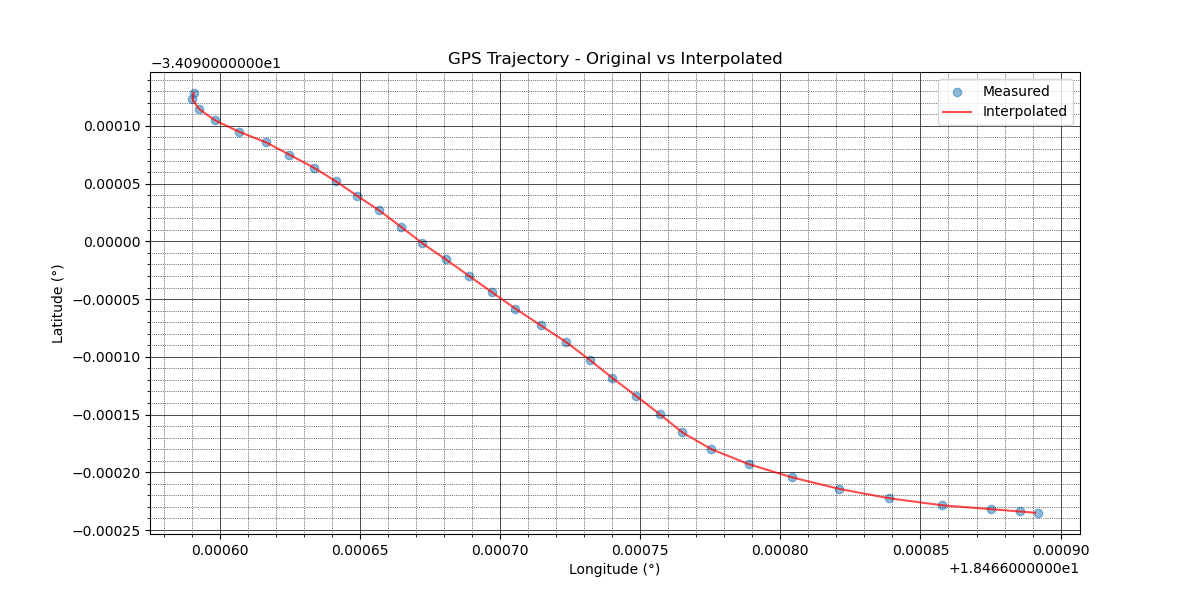 GPS Trajectory - Original vs Interpolated
−3.4090000000e1
Measured
Interpolated
0.00010
0.00005
0.00000
−0.00005
−0.00010
−0.00015
−0.00020
−0.00025
Latitude (°)
0.00060 0.00065 0.00070 0.00075 0.00080 0.00085 0.00090
Longitude (°)
+1.8466000000e1